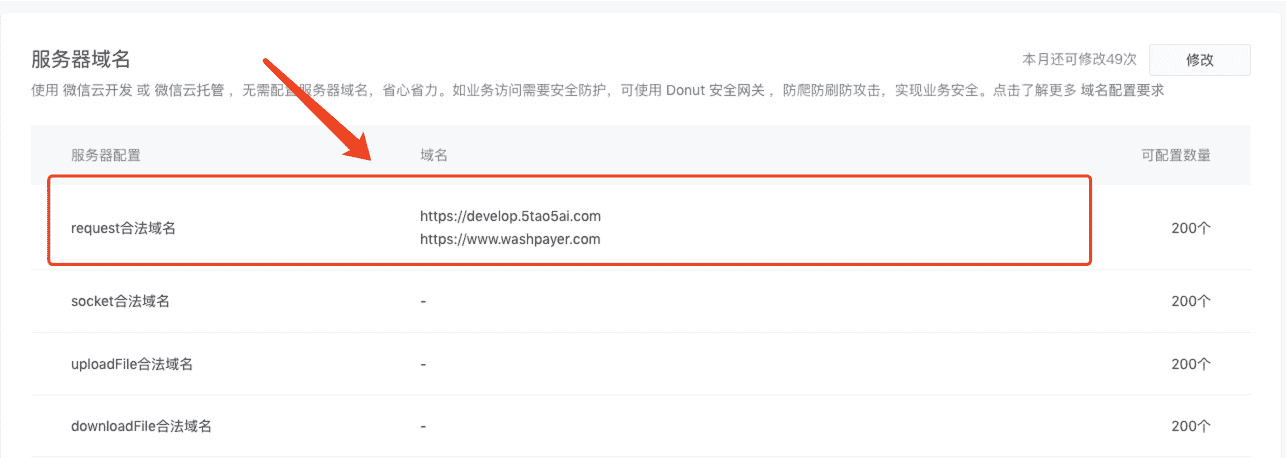 服务器域名
本月还可修改49次 修改
使用 微信云开发 或 微信云托管 ，无需配置服务器域名，省心省力。如业务访问需要安全防护，可使用 Donut 安全网关 ，防爬防刷防攻击，实现业务安全。点击了解更多 域名配置要求
服务器配置 域名 可配置数量
request合法域名 https://develop.5tao5ai.com 200个
https://www.washpayer.com
socket合法域名 - 200个
uploadFile合法域名 - 200个
downloadFile合法域名 - 200个